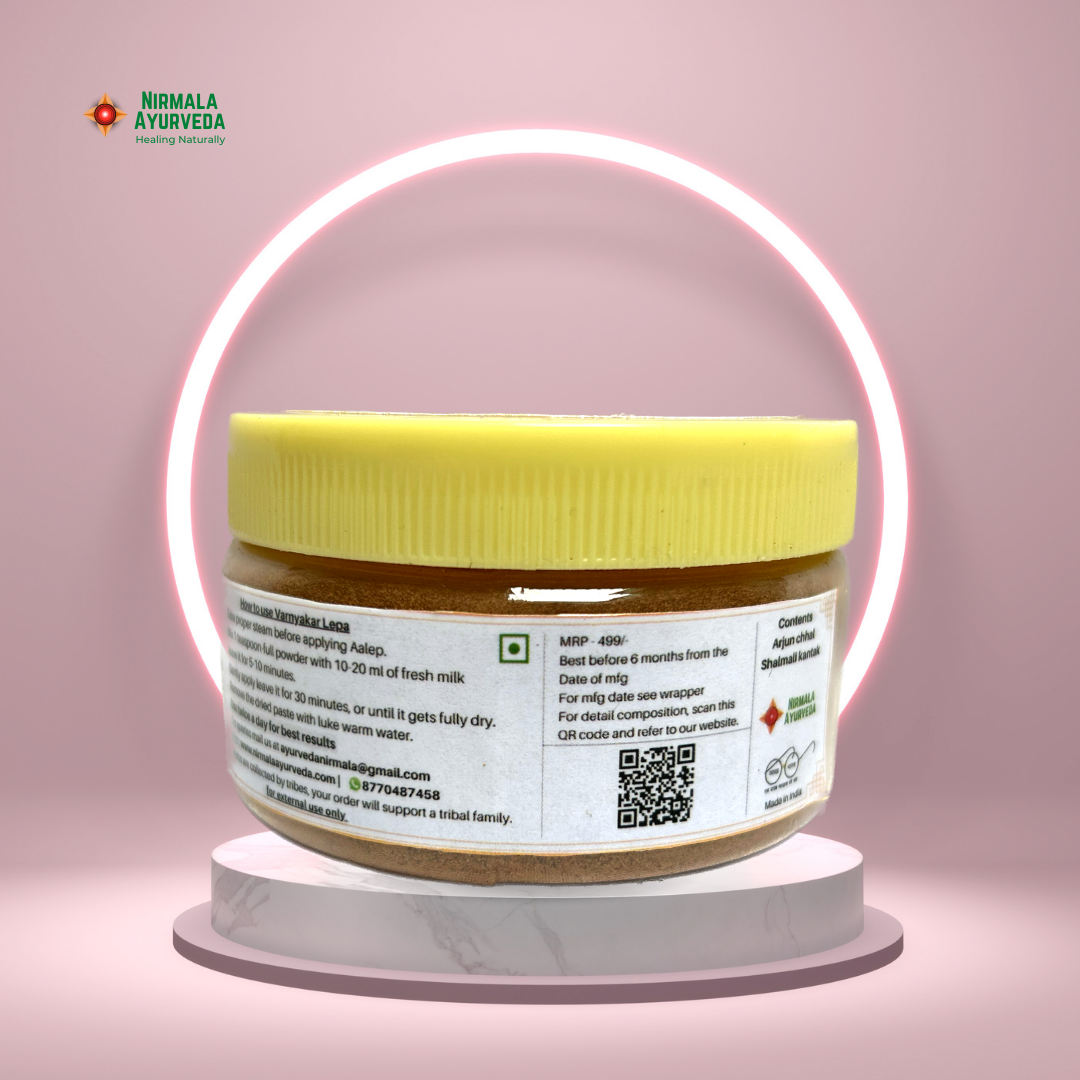 NIRMALA
AYURVEDA
Healing Naturally
How to use Varnyakar Lepa
proper steam before applying Aalep.
1 teaspoon full powder with 10-20 ml of fresh milk
it for 5-10 minutes.
apply leave it for 30 minutes, or until it gets fully dry.
the dried paste with luke warm water.
a day for best results
mail us at ayurvedanirmala@gmail.com
www.nirmalaayurveda.com | 8770487458
are collected by tribes, your order will support a tribal family.
for external use only
MRP - 499/-
Best before 6 months from the
Date of mfg
For mfg date see wrapper
For detail composition, scan this
QR code and refer to our website.
Contents
Arjun chhal
Shalmali kantak
NIRMALA
AYURVEDA
Made in India